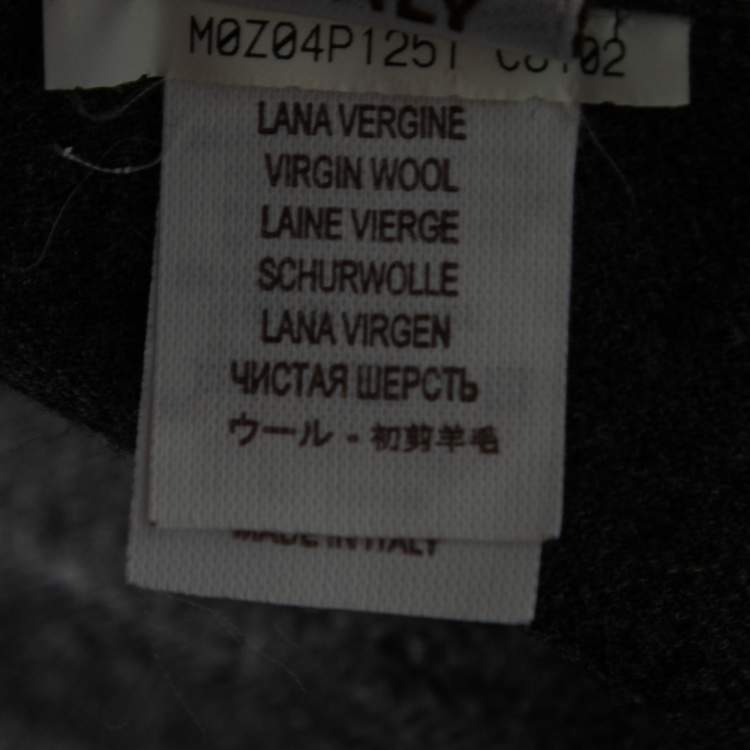 M0Z04P1251
LANA VERGINE
VIRGIN WOOL
LAINE VIERGE
SCHURWOLLE
LANA VIRGEN
ЧИСТАЯ ШЕРСТЬ
ウール - 初剪羊毛
MADE IN ITALY